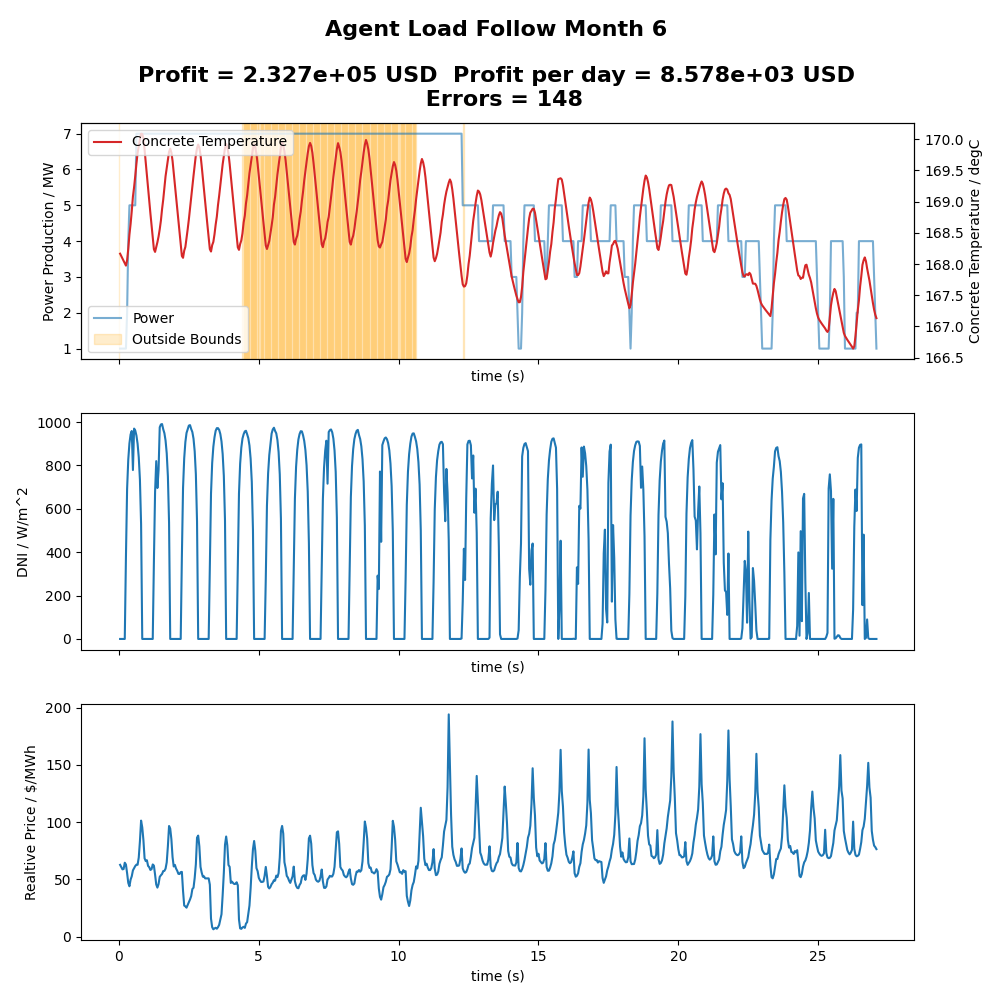 Agent Load Follow Month 6
Profit = 2.327e+05 USD  Profit per day = 8.578e+03 USD
Errors = 148
Power Production / MW
7
6
5
4
3
2
1
Concrete Temperature
Power
Outside Bounds
170.0
169.5
169.0
168.5
168.0
167.5
167.0
166.5
Concrete Temperature / degC
time (s)
DNI / W/m^2
1000
800
600
400
200
0
time (s)
Realtive Price / $/MWh
200
150
100
50
0
0 5 10 15 20 25
time (s)